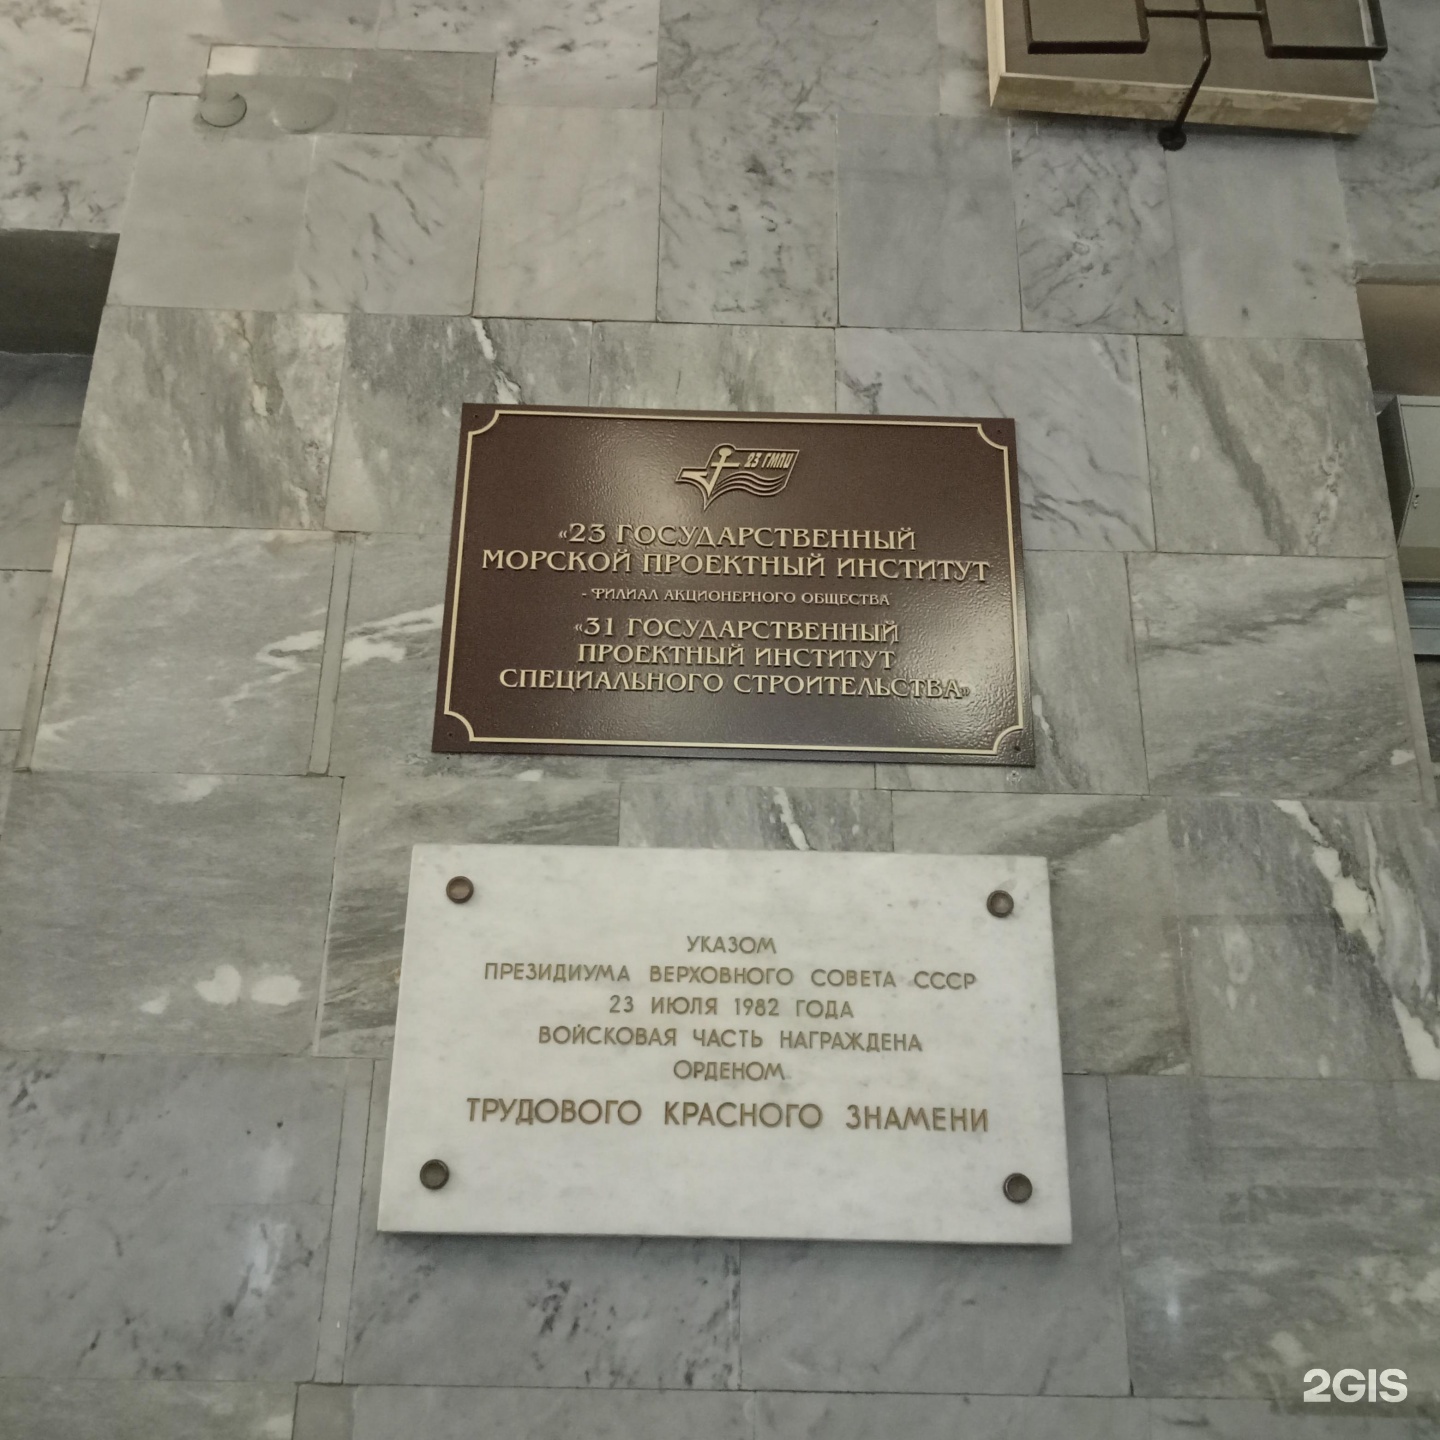 23 ГМПИ
«23 ГОСУДАРСТВЕННЫЙ
МОРСКОЙ ПРОЕКТНЫЙ ИНСТИТУТ
- ФИЛИАЛ АКЦИОНЕРНОГО ОБЩЕСТВА
«31 ГОСУДАРСТВЕННЫЙ
ПРОЕКТНЫЙ ИНСТИТУТ
СПЕЦИАЛЬНОГО СТРОИТЕЛЬСТВА»
УКАЗОМ
ПРЕЗИДИУМА ВЕРХОВНОГО СОВЕТА СССР
23 ИЮЛЯ 1982 ГОДА
ВОЙСКОВАЯ ЧАСТЬ НАГРАЖДЕНА
ОРДЕНОМ
ТРУДОВОГО КРАСНОГО ЗНАМЕНИ
2GIS